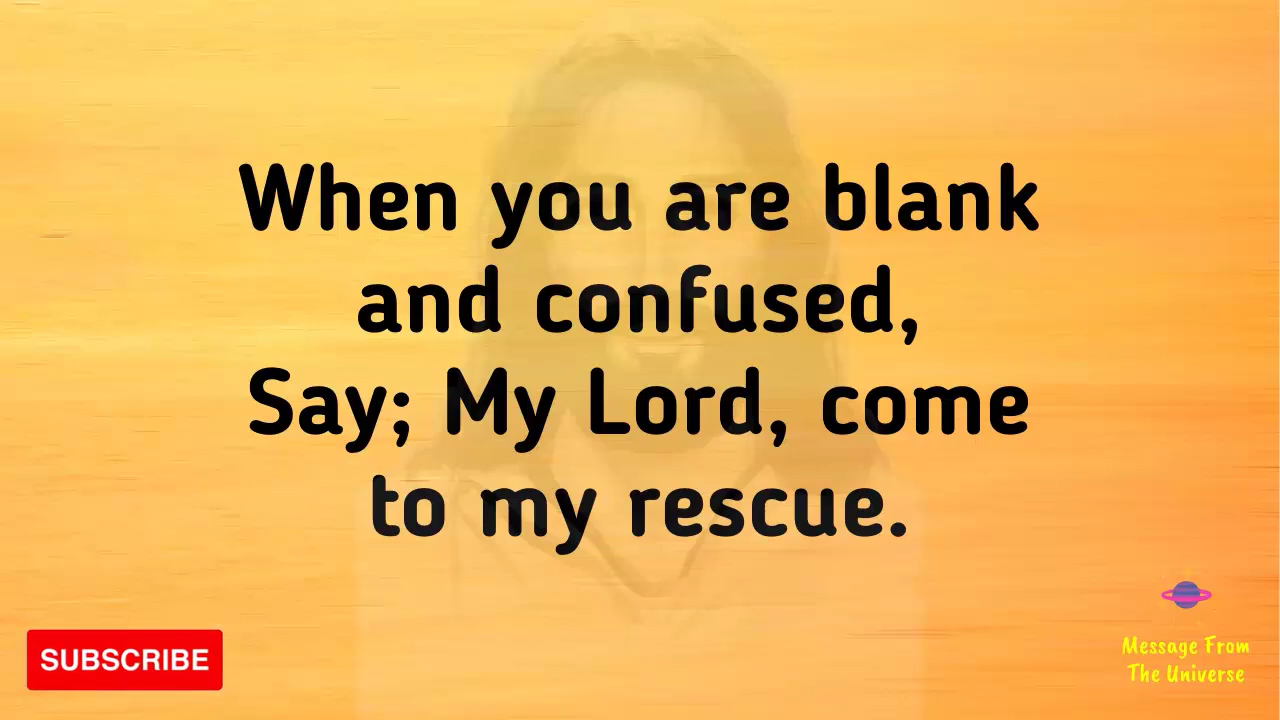 When you are blank
and confused,
Say; My Lord, come
to my rescue.
SUBSCRIBE
Message From
The Universe